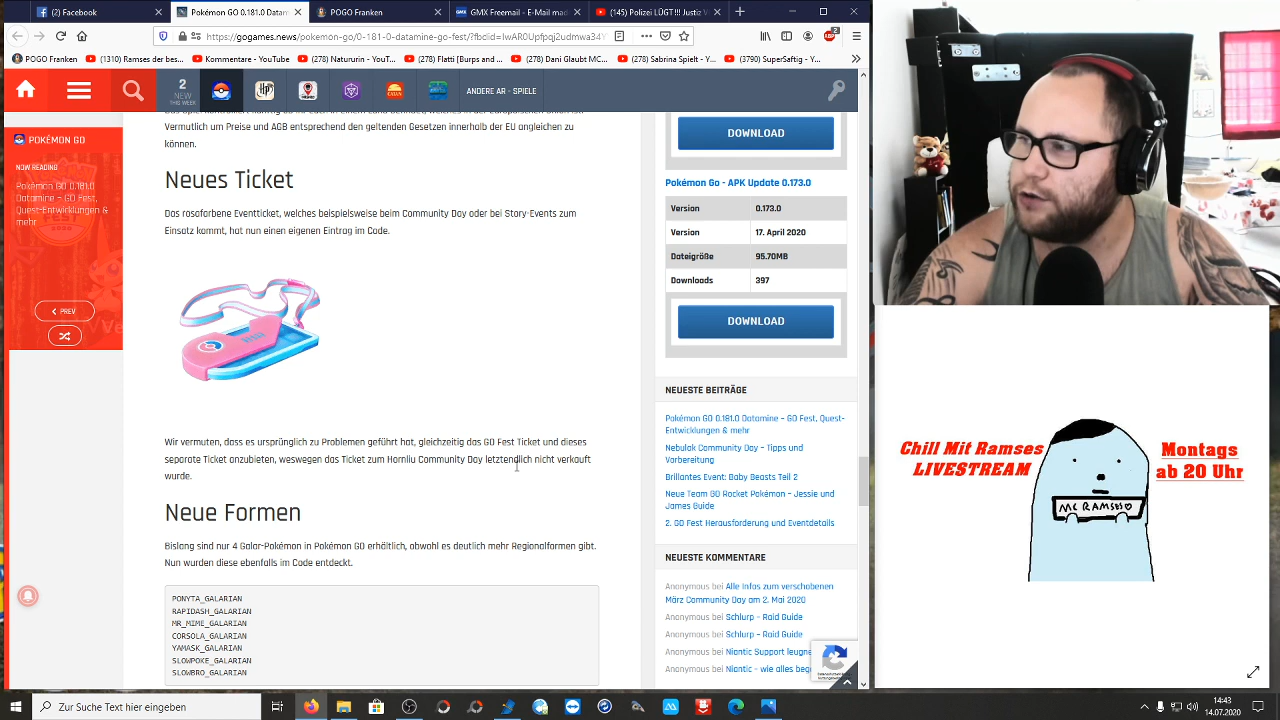 (2) Facebook
Pokémon GO 0.181.0 Datam
POGO Franken
GMX Freemail - E-Mail made
(145) Polizei LÜGT!!! Juste V
https://gogames.news/pokemon-go/0-181-0-datamine-go-fest/?fbclid=IwAR0Upfpqj2udmwa34Y
POGO Franken
(1310) Ramses der bes...
Kommentare - YouTube
(278) Naturruin - YouT...
(278) Flatti [Burps and ...
(278) Dani Glaubt MC...
(278) Sabrina Spielt - Y...
(3790) SuperSaftig - Y...
2
NEW
THIS WEEK
ANDERE AR - SPIELE
POKÉMON GO
NOW READING
Pokémon GO 0.181.0
Datamine – GO Fest,
Quest-Entwicklungen &
mehr
PREV
Vermutlich um Preise und AGB entsprechend den geltenden Gesetzen innerhalb der EU angleichen zu
können.
Neues Ticket
Das rosafarbene Eventticket, welches beispielsweise beim Community Day oder bei Story-Events zum
Einsatz kommt, hat nun einen eigenen Eintrag im Code.
Wir vermuten, dass es ursprünglich zu Problemen geführt hat, gleichzeitig das GO Fest Ticket und dieses
separate Ticket anzubieten, weswegen das Ticket zum Hornliu Community Day letztendlich nicht verkauft
wurde.
Neue Formen
Bislang sind nur 4 Galar-Pokémon in Pokémon GO erhältlich, obwohl es deutlich mehr Regionalformen gibt.
Nun wurden diese ebenfalls im Code entdeckt.
PONYTA_GALARIAN
RAPIDASH_GALARIAN
MR_MIME_GALARIAN
CORSOLA_GALARIAN
YAMASK_GALARIAN
SLOWPOKE_GALARIAN
SLOWBRO_GALARIAN
DOWNLOAD
Pokémon Go - APK Update 0.173.0
Version 0.173.0
Version 17. April 2020
Dateigröße 95.70MB
Downloads 397
DOWNLOAD
NEUESTE BEITRÄGE
Pokémon GO 0.181.0 Datamine – GO Fest, Quest-
Entwicklungen & mehr
Nebulak Community Day – Tipps und
Vorbereitung
Brillantes Event: Baby Beasts Teil 2
Neue Team GO Rocket Pokémon – Jessie und
James Guide
2. GO Fest Herausforderung und Eventdetails
NEUESTE KOMMENTARE
Anonymous bei Alle Infos zum verschobenen
März Community Day am 2. Mai 2020
Anonymous bei Schlurp – Raid Guide
Anonymous bei Schlurp – Raid Guide
Anonymous bei Niantic Support leugne
Anonymous bei Niantic – wie alles beg
Chill Mit Ramses
LIVESTREAM
Montags
ab 20 Uhr
MC RAMSES
Zur Suche Text hier eingeben
14:43
14.07.2020